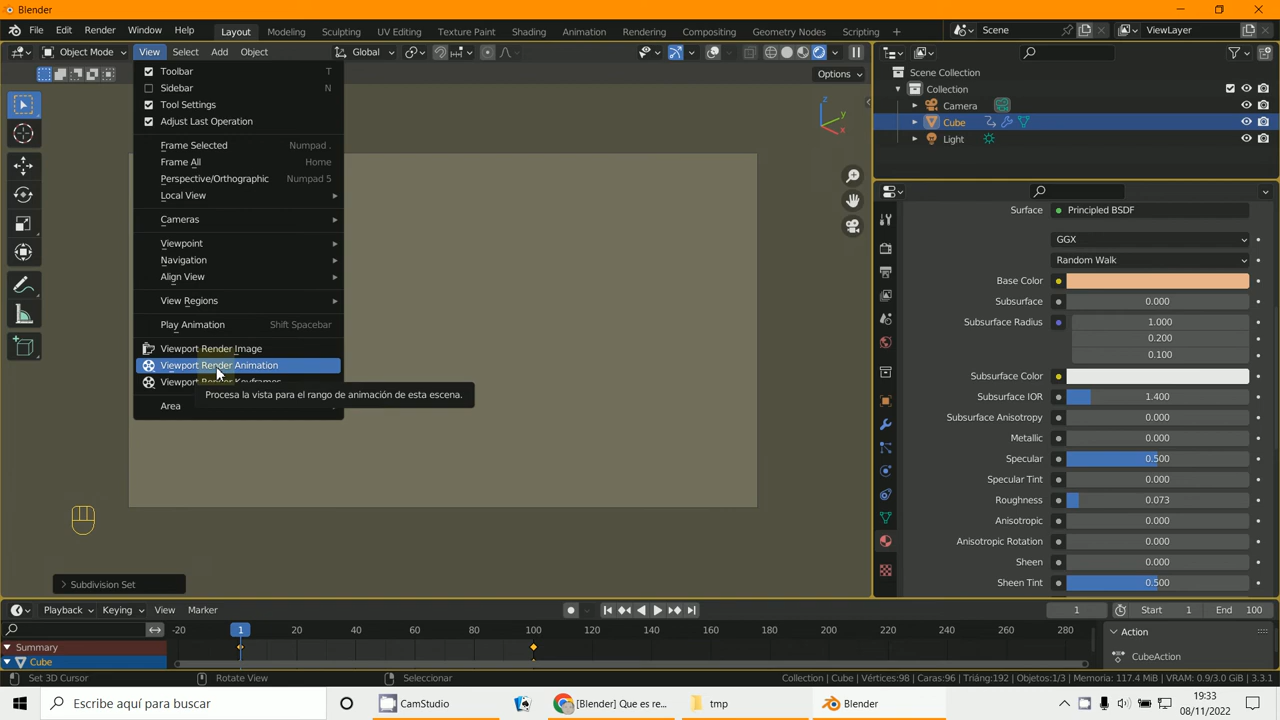 Blender
File Edit Render Window Help Layout Modeling Sculpting UV Editing Texture Paint Shading Animation Rendering Compositing Geometry Nodes Scripting + Scene ViewLayer
Object Mode View Select Add Object Global
Options
Toolbar T
Sidebar N
Tool Settings
Adjust Last Operation
Frame Selected Numpad .
Frame All Home
Perspective/Orthographic Numpad 5
Local View
Cameras
Viewpoint
Navigation
Align View
View Regions
Play Animation Shift Spacebar
Viewport Render Image
Viewport Render Animation
Viewport Render Keyframes
Procesa la vista para el rango de animación de esta escena.
Area
z
y
x
Subdivision Set
Scene Collection
Collection
Camera
Cube
Light
Surface Principled BSDF
GGX
Random Walk
Base Color
Subsurface 0.000
Subsurface Radius 1.000
0.200
0.100
Subsurface Color
Subsurface IOR 1.400
Subsurface Anisotropy 0.000
Metallic 0.000
Specular 0.500
Specular Tint 0.000
Roughness 0.073
Anisotropic 0.000
Anisotropic Rotation 0.000
Sheen 0.000
Sheen Tint 0.500
Playback Keying View Marker 1 Start 1 End 100
-20 1 20 40 60 80 100 120 140 160 180 200 220 240 260 280
Summary
Cube
Action
CubeAction
Set 3D Cursor Rotate View Seleccionar Collection | Cube | Vértices:98 | Caras:96 | Triáng:192 | Objetos:1/3 | Memoria: 117.4 MiB | VRAM: 0.9/3.0 GiB | 3.3.1
Escribe aquí para buscar CamStudio [Blender] Que es re... tmp Blender
19:33
08/11/2022